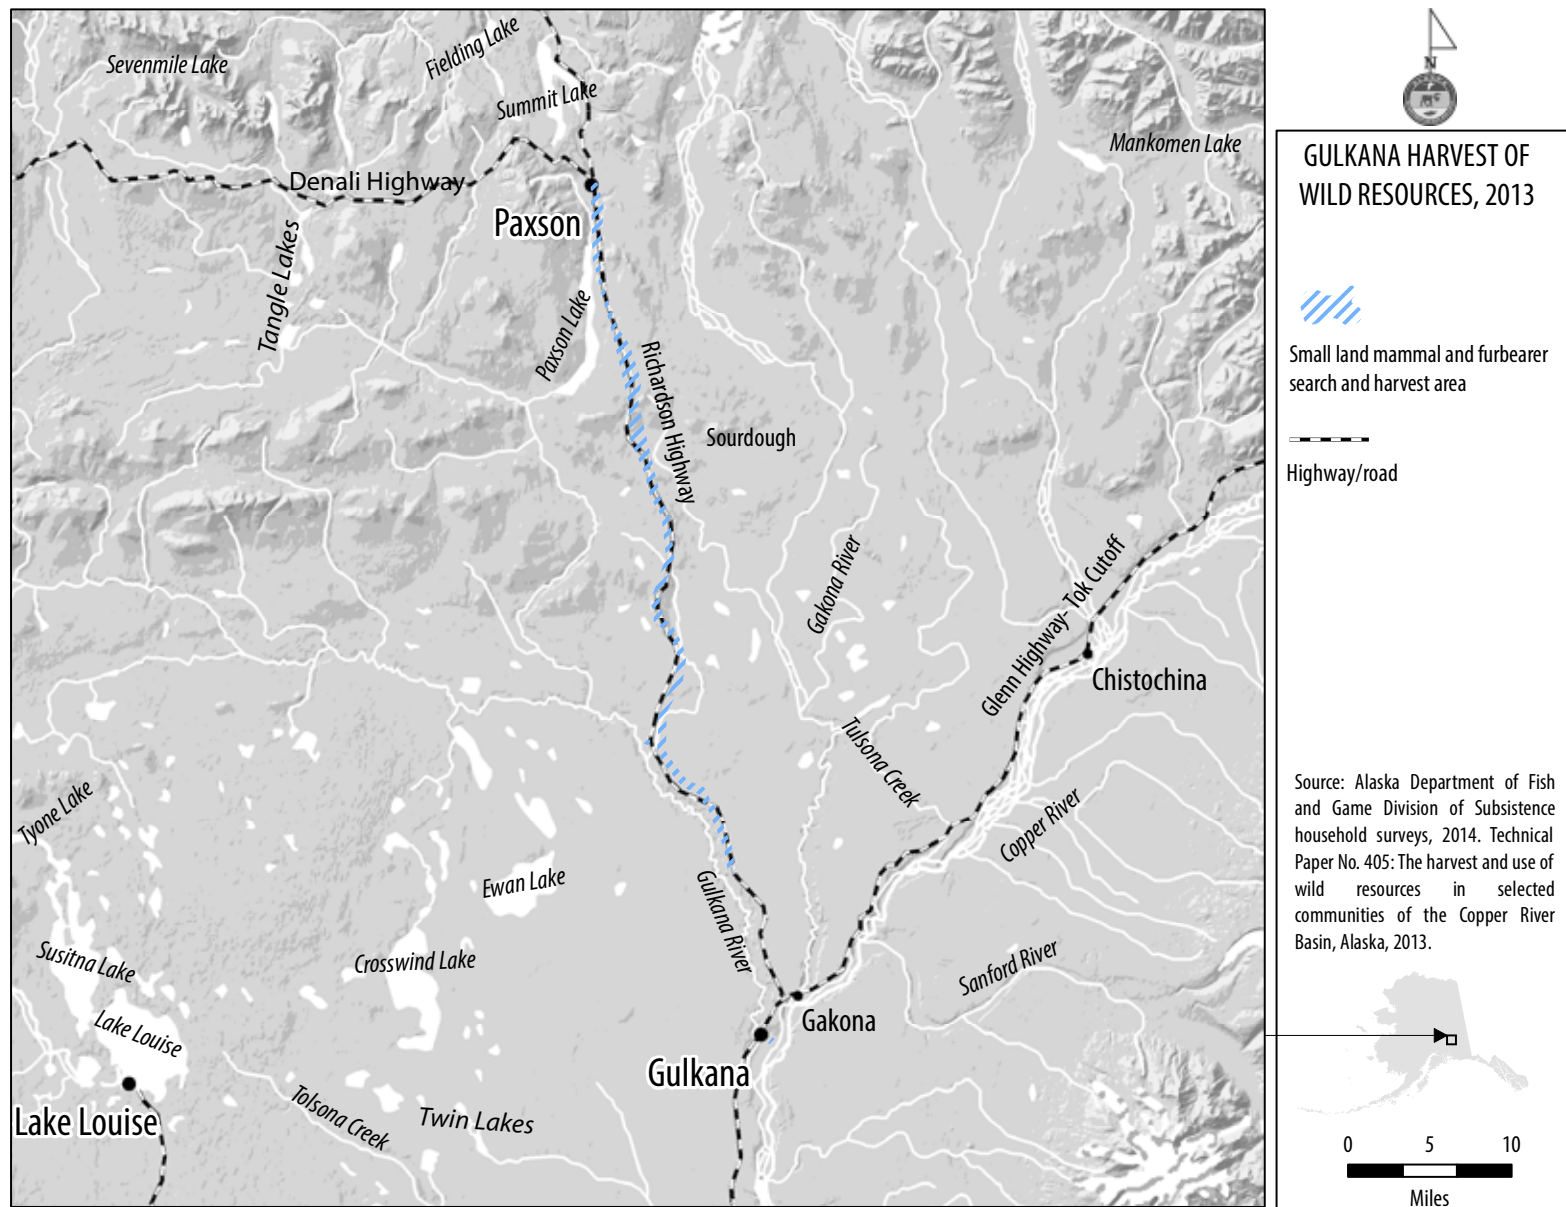 Sevenmile Lake
Fielding Lake
Summit Lake
Mankomen Lake
Denali Highway
Paxson
Tangle Lakes
Paxson Lake
Richardson Highway
Sourdough
Gakona River
Glenn Highway- Tok Cutoff
Chistochina
Tulsona Creek
Tyone Lake
Copper River
Ewan Lake
Gulkana River
Susitna Lake
Crosswind Lake
Sanford River
Lake Louise
Gakona
Gulkana
Lake Louise
Tolsona Creek
Twin Lakes
N
GULKANA HARVEST OF
WILD RESOURCES, 2013
Small land mammal and furbearer
search and harvest area
Highway/road
Source: Alaska Department of Fish
and Game Division of Subsistence
household surveys, 2014. Technical
Paper No. 405: The harvest and use of
wild resources in selected
communities of the Copper River
Basin, Alaska, 2013.
0 5 10
Miles